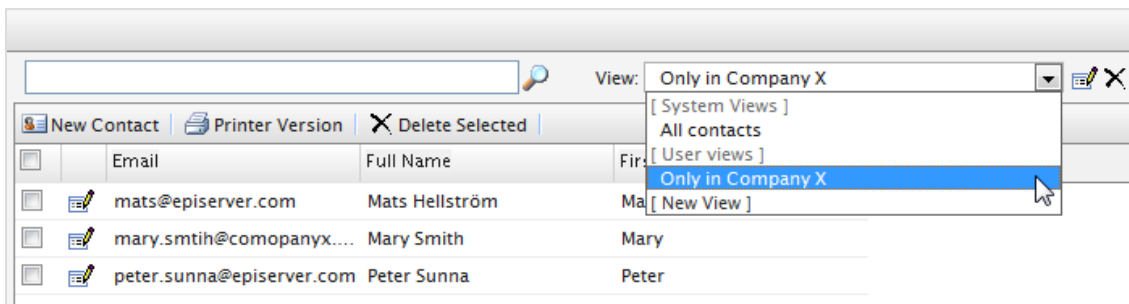 View: Only in Company X
[ System Views ]
All contacts
[ User views ]
Only in Company X
[ New View ]
New Contact Printer Version Delete Selected
Email Full Name Fir
mats@episerver.com Mats Hellström Ma
mary.smtih@comopanyx.... Mary Smith Mary
peter.sunna@episerver.com Peter Sunna Peter